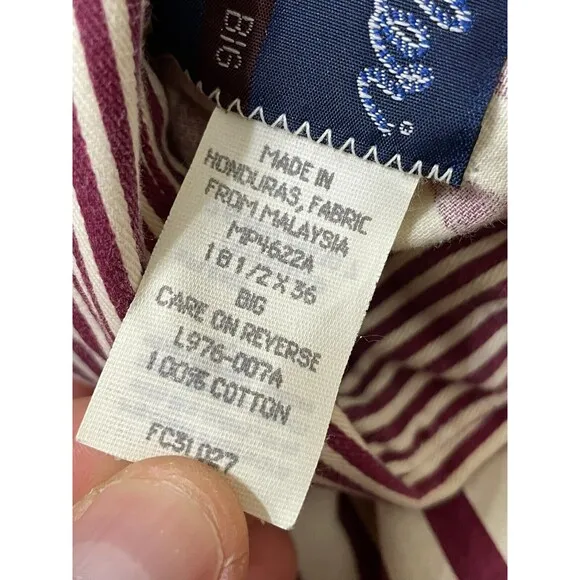 BIG
MADE IN
HONDURAS, FABRIC
FROM MALAYSIA
MP4622A
18 1/2 X 36
BIG
CARE ON REVERSE
L976-007A
100% COTTON
FC31027